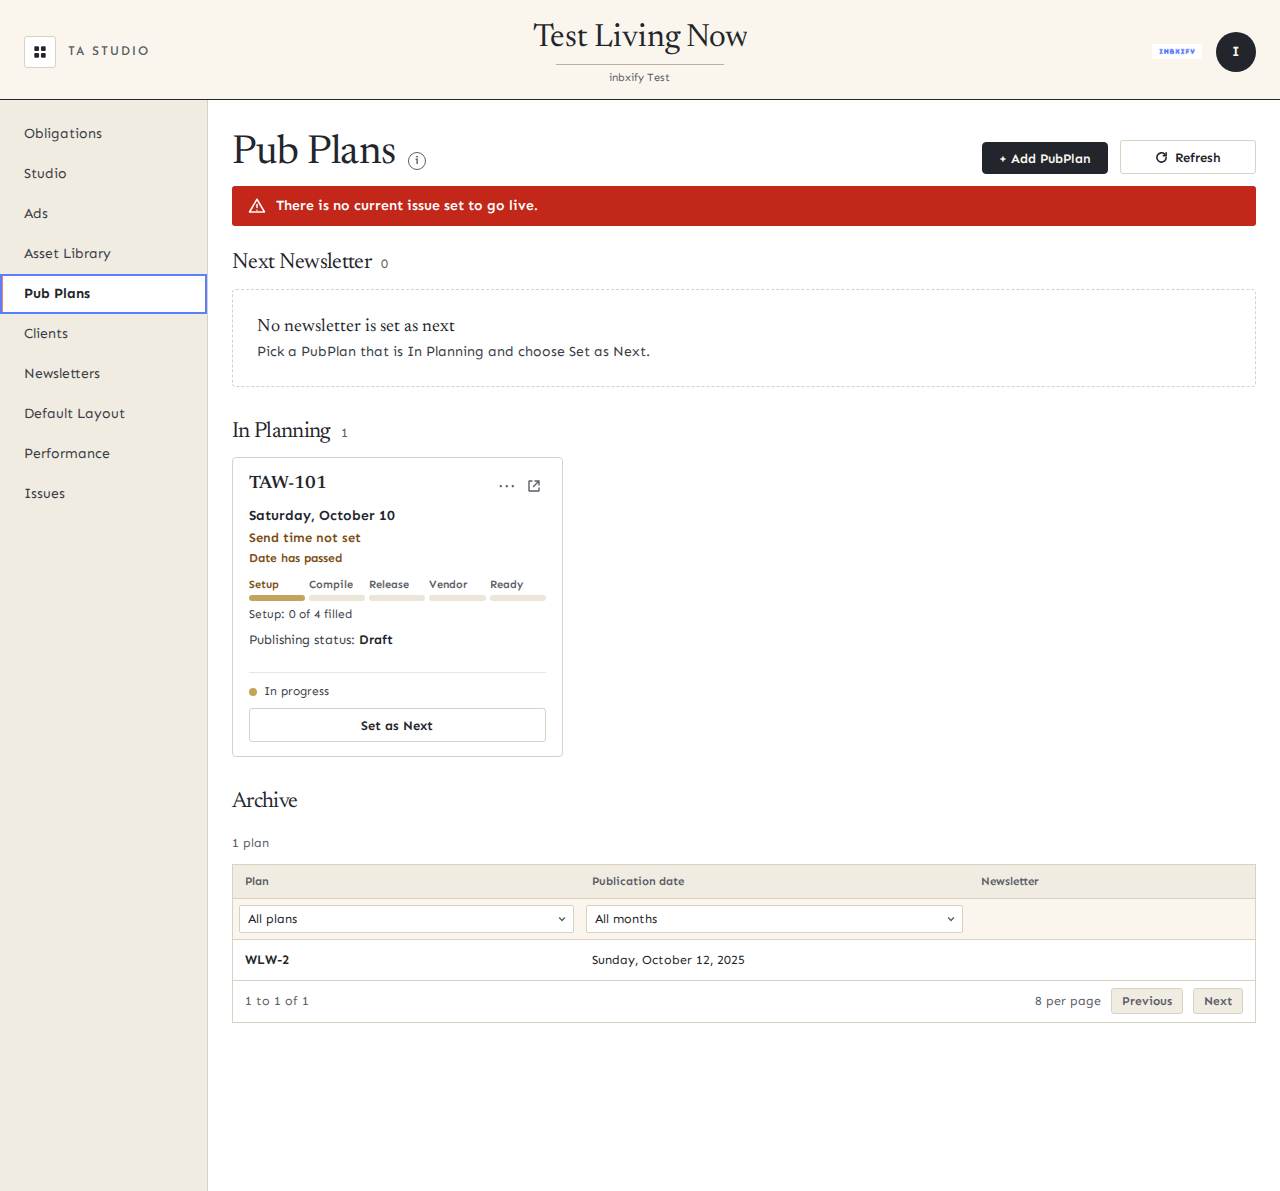 TA STUDIO
Test Living Now
inbxify Test
INBXIFY
I
Obligations
Studio
Ads
Asset Library
Pub Plans
Clients
Newsletters
Default Layout
Performance
Issues
Pub Plans
i
+ Add PubPlan
Refresh
There is no current issue set to go live.
Next Newsletter 0
No newsletter is set as next
Pick a PubPlan that is In Planning and choose Set as Next.
In Planning 1
TAW-101
Saturday, October 10
Send time not set
Date has passed
Setup Compile Release Vendor Ready
Setup: 0 of 4 filled
Publishing status: Draft
In progress
Set as Next
Archive
1 plan
Plan Publication date Newsletter
All plans All months
WLW-2 Sunday, October 12, 2025
1 to 1 of 1 8 per page Previous Next